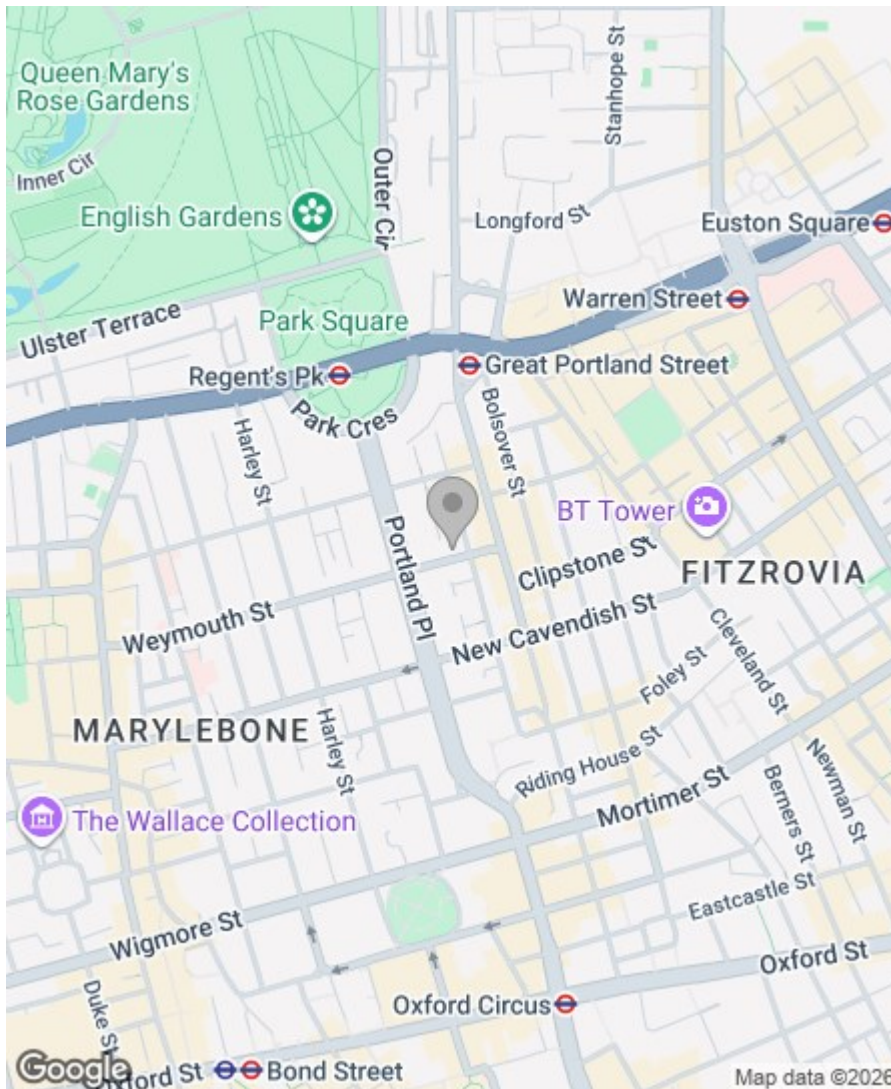 Queen Mary's
Rose Gardens
Inner Cir
Outer Cir
Stanhope St
English Gardens
Longford St
Euston Square
Warren Street
Ulster Terrace
Park Square
Regent's Pk
Great Portland Street
Park Cres
Bolsover St
Harley St
BT Tower
Portland Pl
Clipstone St
FITZROVIA
Weymouth St
New Cavendish St
Cleveland St
Foley St
MARYLEBONE
Harley St
Riding House St
Newman St
Mortimer St
Berners St
The Wallace Collection
Eastcastle St
Wigmore St
Oxford St
Duke St
Oxford Circus
Oxford St
Bond Street
Google
Map data ©2026